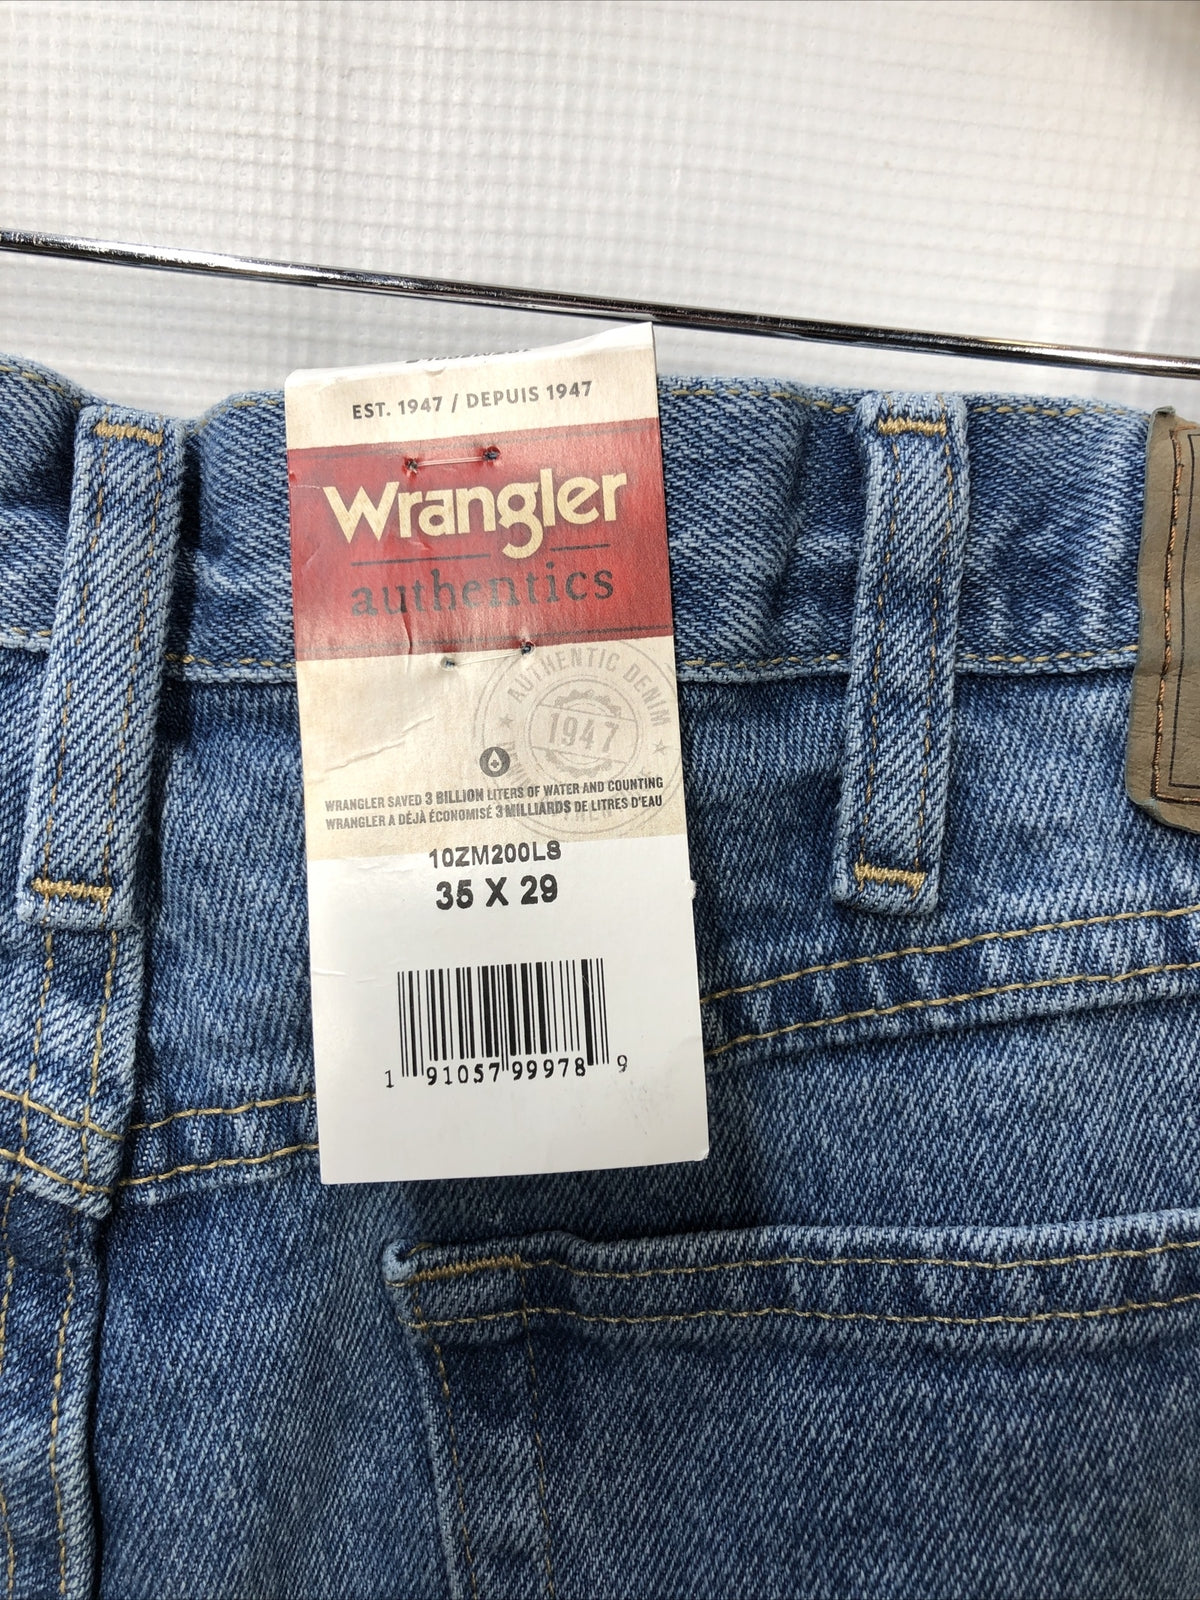 EST. 1947 / DEPUIS 1947
Wrangler
authentics
AUTHENTIC DENIM
1947
WRANGLER SAVED 3 BILLION LITERS OF WATER AND COUNTING
WRANGLER A DÉJÀ ÉCONOMISÉ 3 MILLIARDS DE LITRES D'EAU
10ZM200LS
35 X 29
1 91057 99978 9